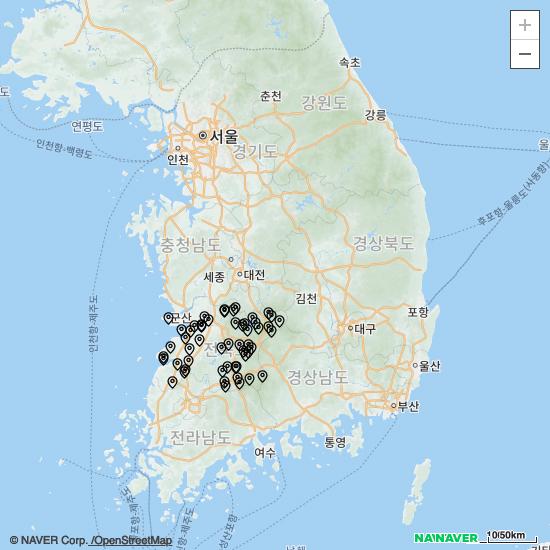 +
−
속초
춘천
강원도
강릉
도
연평도
서울
울
인천항-백령도
인천
경기도
후포항-울릉도(사동항)
충청남도
경상북도
세종
대전
인천항-제주도
김천
군산
포항
전
대구
울산
경상남도
부산
전라남도
통영
여수
항-제주도
10/50km
NAVER
© NAVER Corp. /OpenStreetMap